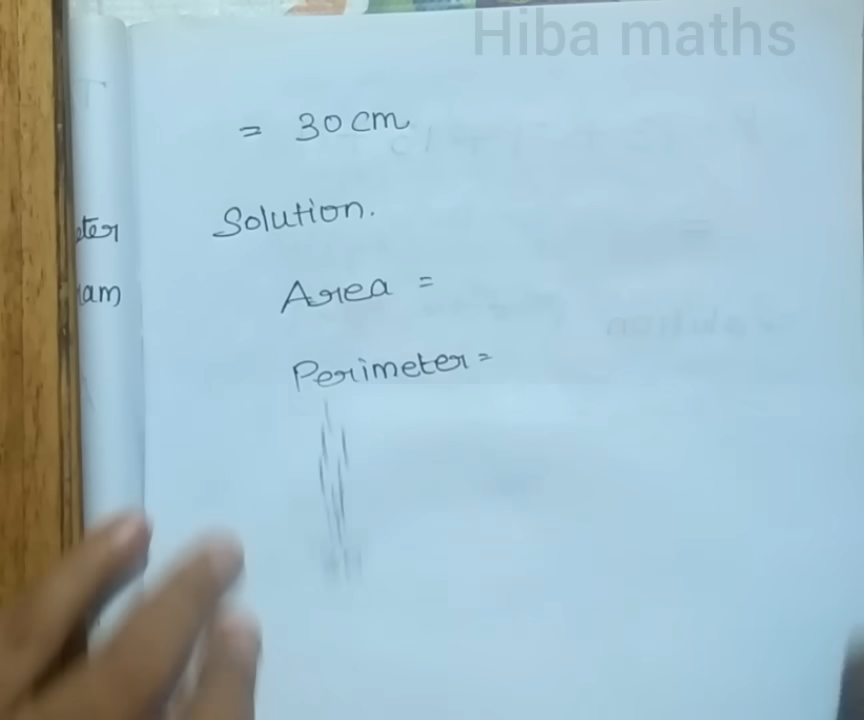 Hiba maths
= 30 cm
Solution.
Area =
Perimeter =